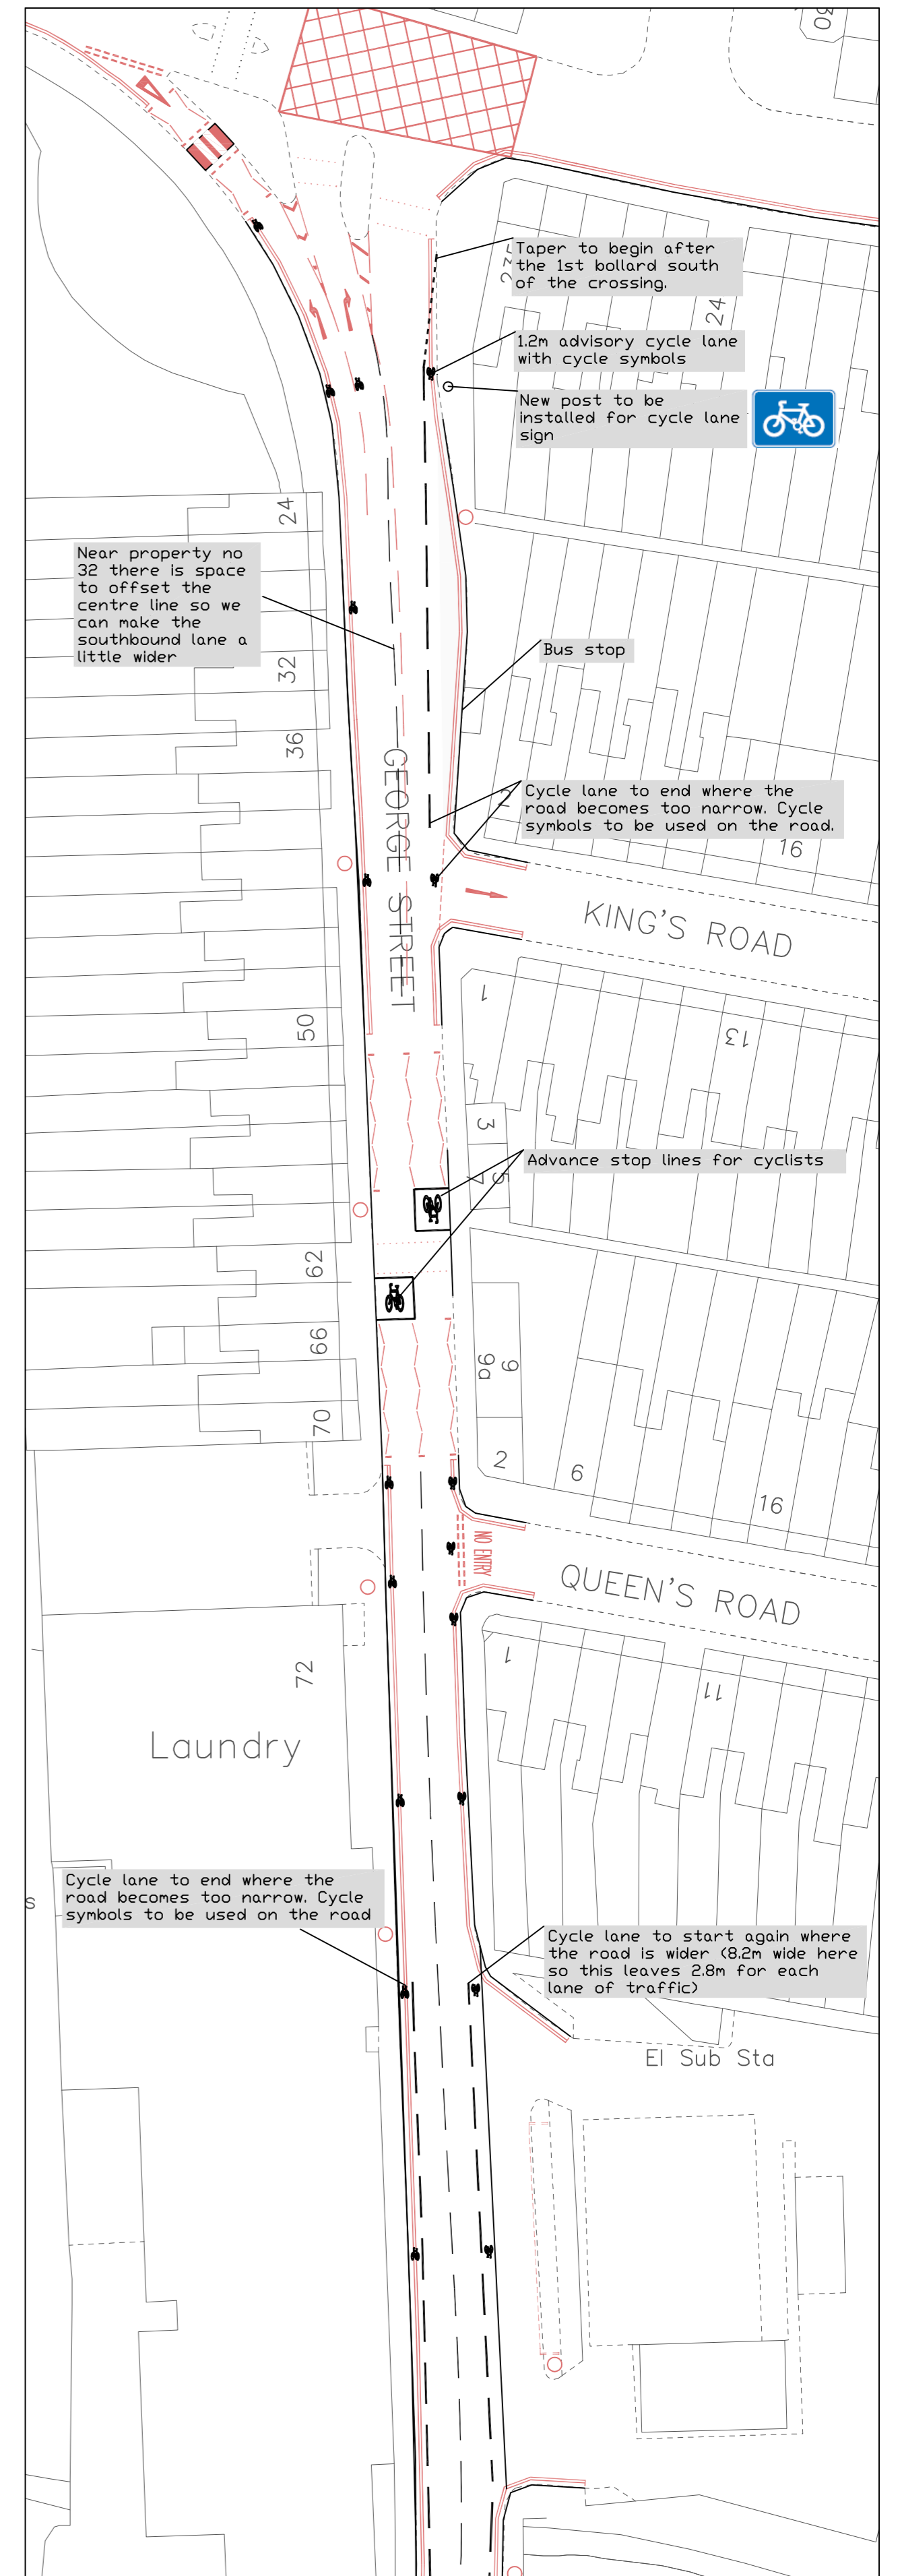 30
Taper to begin after
the 1st bollard south
of the crossing.
24
1.2m advisory cycle lane
with cycle symbols
New post to be
installed for cycle lane
sign
24
Near property no
32 there is space
to offset the
centre line so we
can make the
southbound lane a
little wider
32
Bus stop
36
GEORGE STREET
Cycle lane to end where the
road becomes too narrow. Cycle
symbols to be used on the road.
16
KING'S ROAD
1
50
13
3
Advance stop lines for cyclists
5
7
62
66
9a
9
70
2
6
16
NO ENTRY
QUEEN'S ROAD
1
72
11
Laundry
Cycle lane to end where the
road becomes too narrow. Cycle
symbols to be used on the road
s
Cycle lane to start again where
the road is wider (8.2m wide here
so this leaves 2.8m for each
lane of traffic)
El Sub Sta